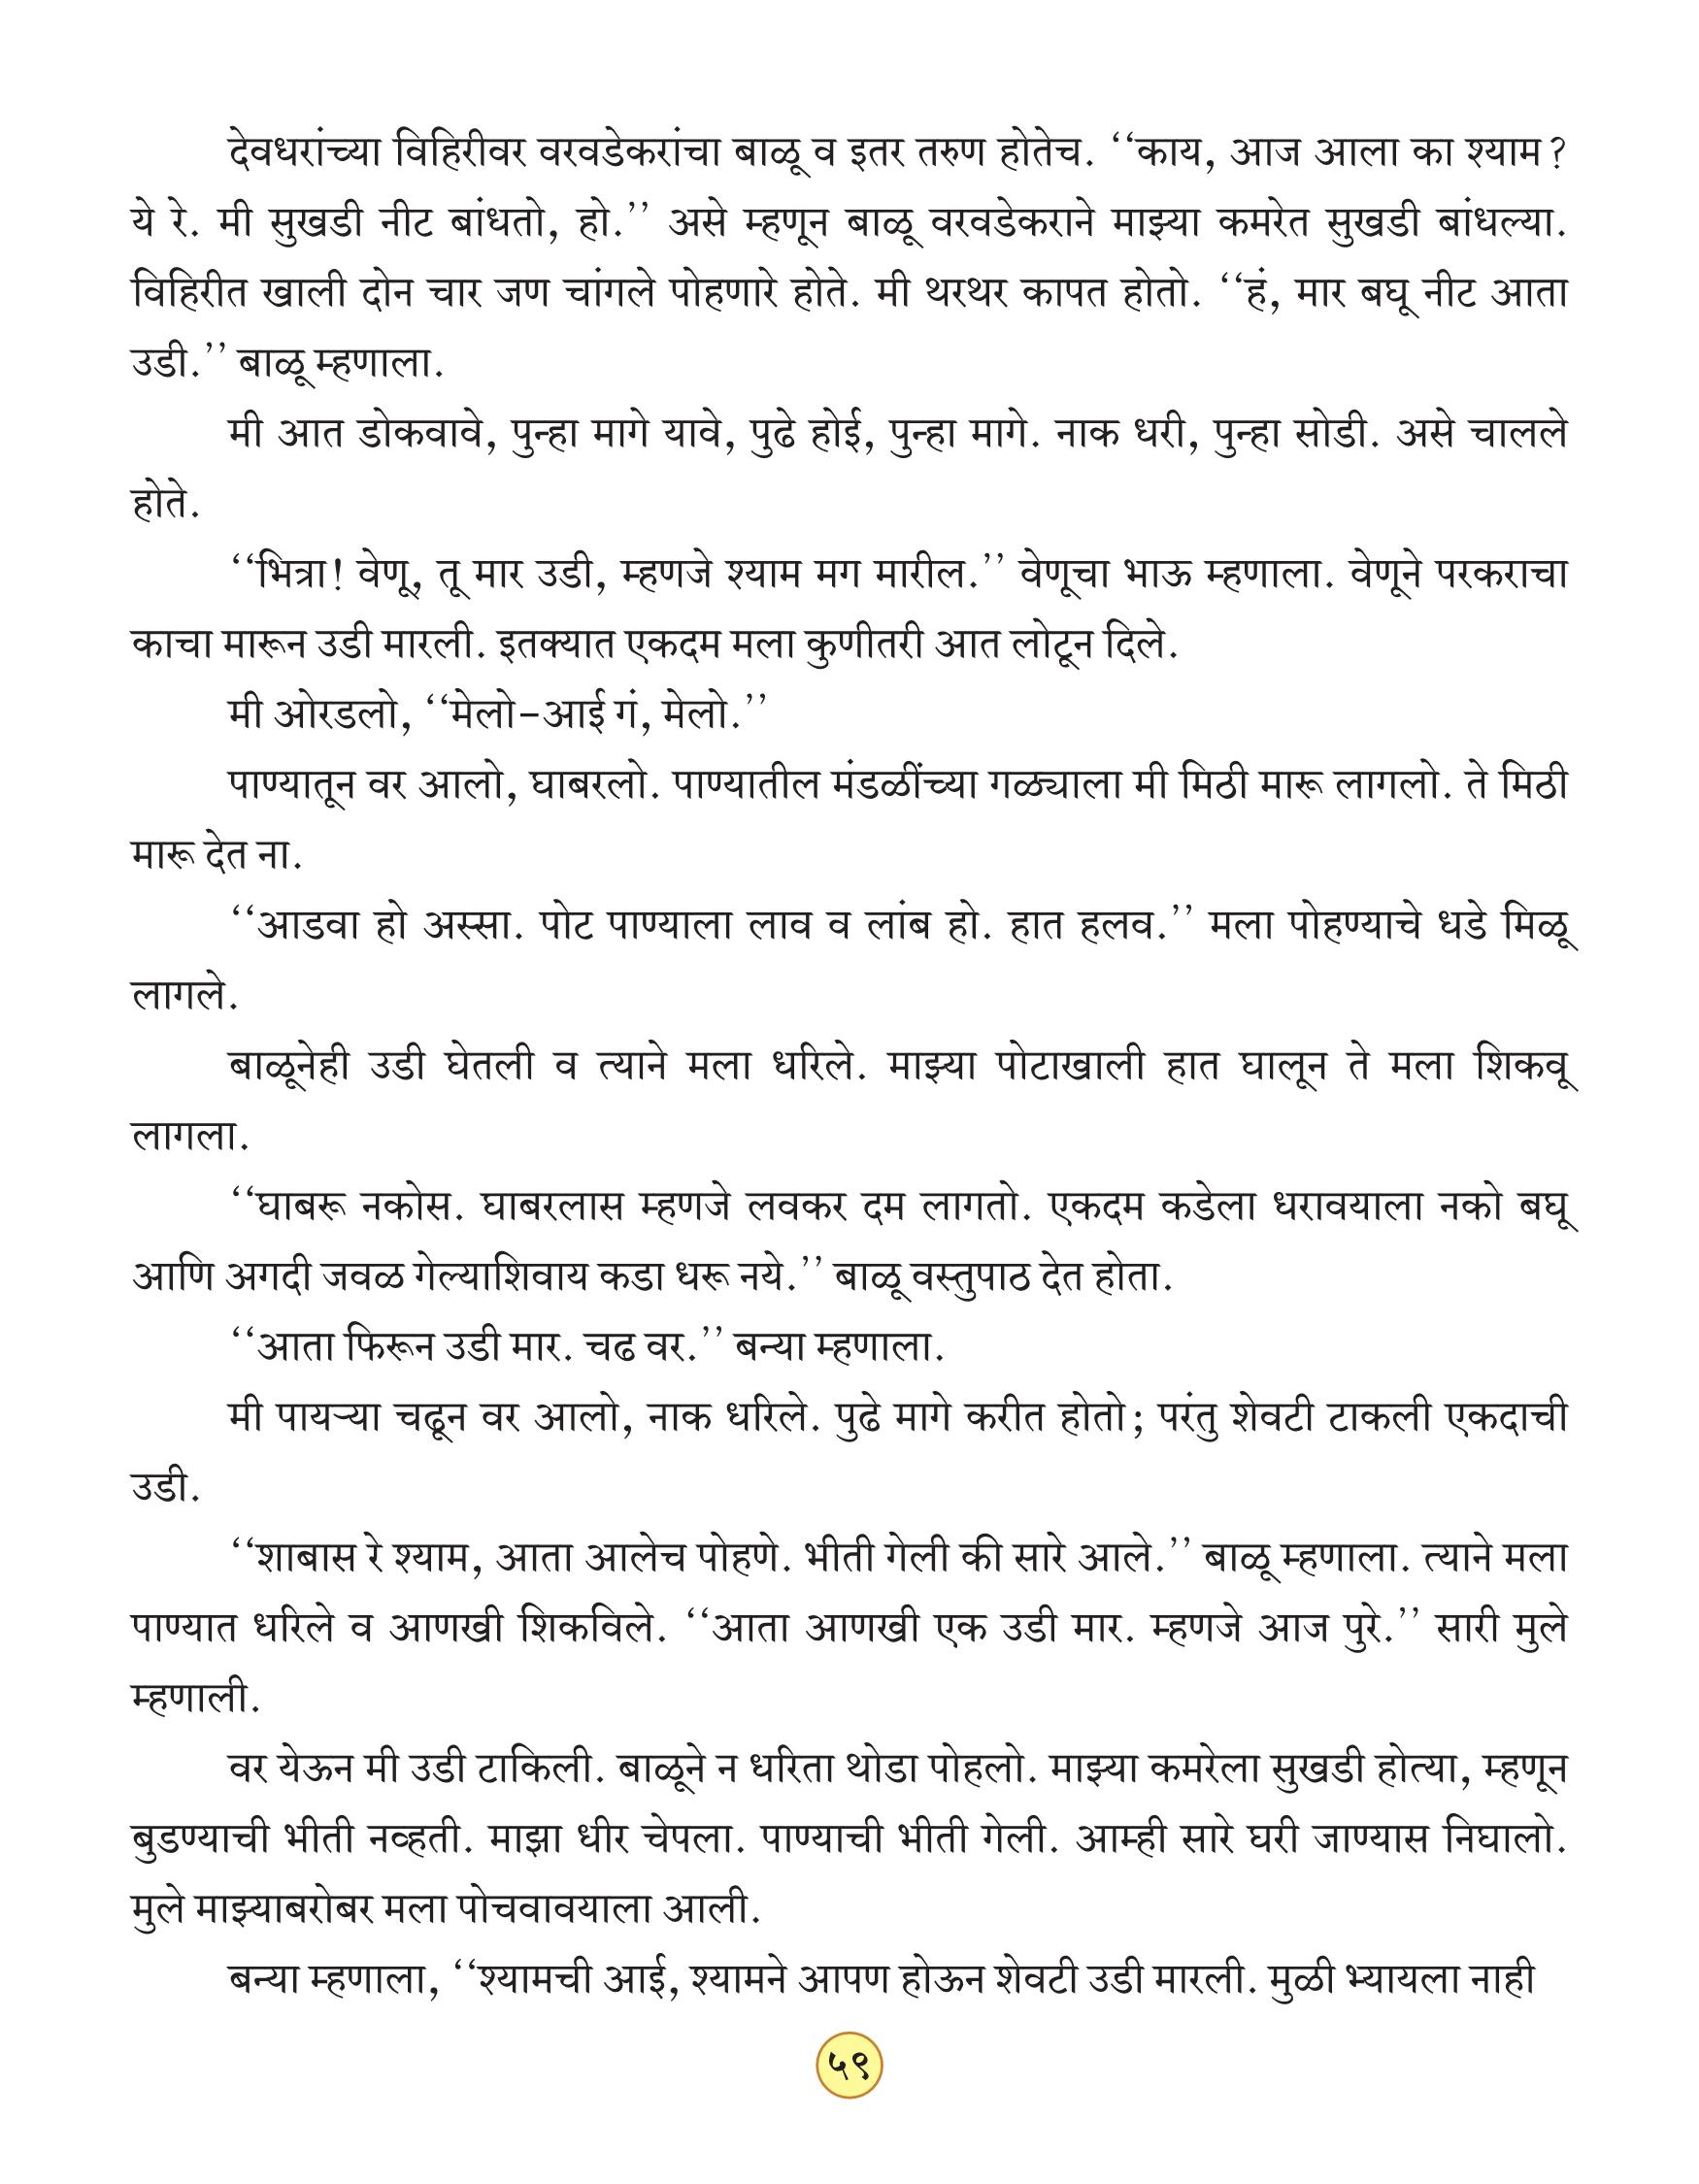 देवधरांच्या विहिरीवर वरवडेकरांचा बाळू व इतर तरुण होतेच. ‘‘काय, आज आला का श्याम?
ये रे. मी सुखडी नीट बांधतो, हो.’’ असे म्हणून बाळू वरवडेकराने माझ्या कमरेत सुखडी बांधल्या.
विहिरीत खाली दोन चार जण चांगले पोहणारे होते. मी थरथर कापत होतो. ‘‘हं, मार बघू नीट आता
उडी.’’ बाळू म्हणाला.
मी आत डोकवावे, पुन्हा मागे यावे, पुढे होई, पुन्हा मागे. नाक धरी, पुन्हा सोडी. असे चालले
होते.
‘‘भित्रा! वेणू, तू मार उडी, म्हणजे श्याम मग मारील.’’ वेणूचा भाऊ म्हणाला. वेणूने परकराचा
काचा मारून उडी मारली. इतक्यात एकदम मला कुणीतरी आत लोटून दिले.
मी ओरडलो, ‘‘मेलो-आई गं, मेलो.’’
पाण्यातून वर आलो, घाबरलो. पाण्यातील मंडळींच्या गळ्याला मी मिठी मारू लागलो. ते मिठी
मारू देत ना.
‘‘आडवा हो अस्सा. पोट पाण्याला लाव व लांब हो. हात हलव.’’ मला पोहण्याचे धडे मिळू
लागले.
बाळूनेही उडी घेतली व त्याने मला धरिले. माझ्या पोटाखाली हात घालून ते मला शिकवू
लागला.
‘‘घाबरू नकोस. घाबरलास म्हणजे लवकर दम लागतो. एकदम कडेला धरावयाला नको बघू
आणि अगदी जवळ गेल्याशिवाय कडा धरू नये.’’ बाळू वस्तुपाठ देत होता.
‘‘आता फिरून उडी मार. चढ वर.’’ बन्या म्हणाला.
मी पायऱ्या चढून वर आलो, नाक धरिले. पुढे मागे करीत होतो; परंतु शेवटी टाकली एकदाची
उडी.
‘‘शाबास रे श्याम, आता आलेच पोहणे. भीती गेली की सारे आले.’’ बाळू म्हणाला. त्याने मला
पाण्यात धरिले व आणखी शिकविले. ‘‘आता आणखी एक उडी मार. म्हणजे आज पुरे.’’ सारी मुले
म्हणाली.
वर येऊन मी उडी टाकिली. बाळूने न धरिता थोडा पोहलो. माझ्या कमरेला सुखडी होत्या, म्हणून
बुडण्याची भीती नव्हती. माझा धीर चेपला. पाण्याची भीती गेली. आम्ही सारे घरी जाण्यास निघालो.
मुले माझ्याबरोबर मला पोचवावयाला आली.
बन्या म्हणाला, ‘‘श्यामची आई, श्यामने आपण होऊन शेवटी उडी मारली. मुळी भ्यायला नाही
५९